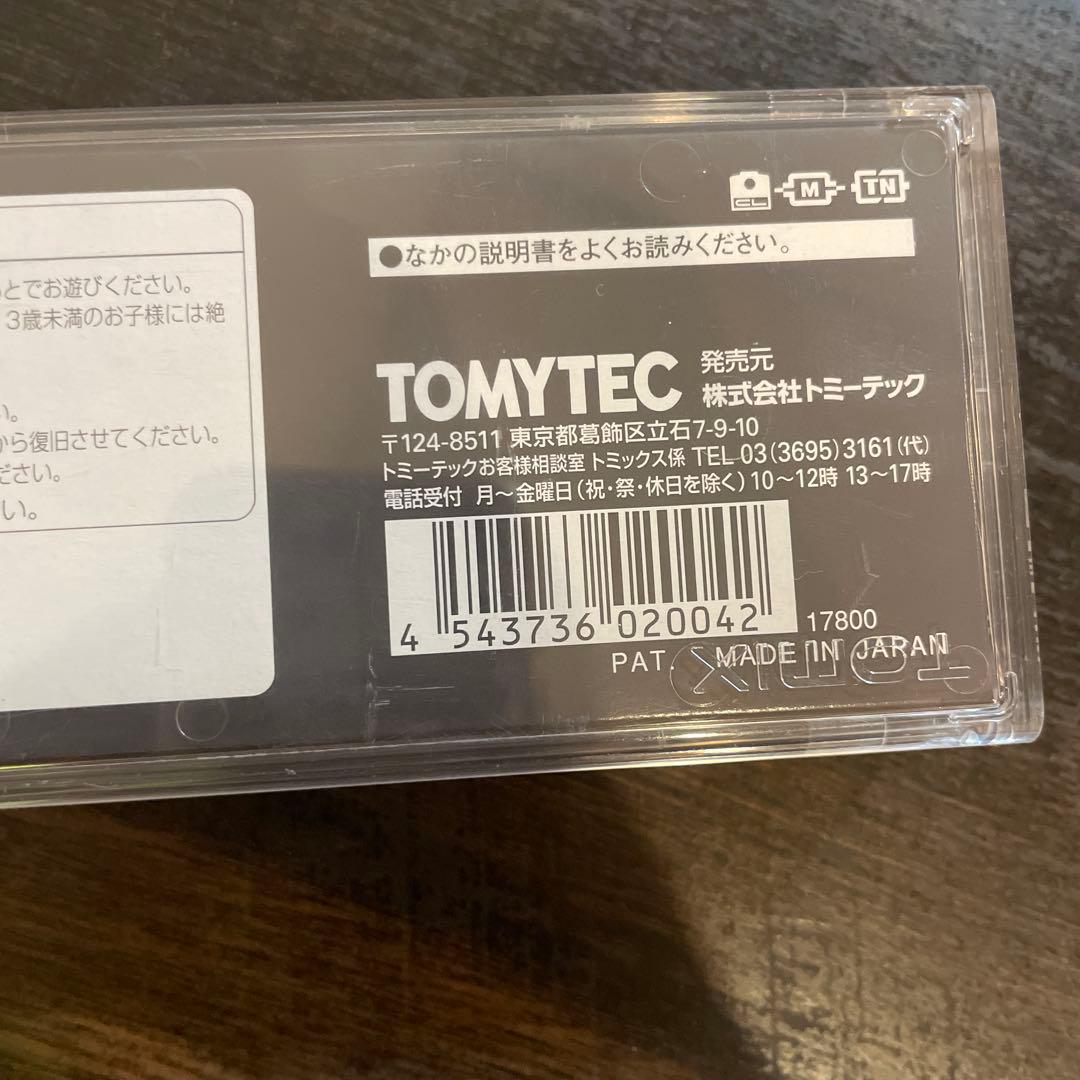 CL M TN
●なかの説明書をよくお読みください。
とでお遊びください。
3歳未満のお子様には絶
い。
から復旧させてください。
ださい。
い。
TOMYTEC 発売元
株式会社トミーテック
〒124-8511 東京都葛飾区立石7-9-10
トミーテックお客様相談室 トミックス係 TEL 03(3695)3161(代)
電話受付 月〜金曜日(祝・祭・休日を除く)10〜12時 13〜17時
4 543736 020042
17800
PAT. MADE IN JAPAN
TOMIX